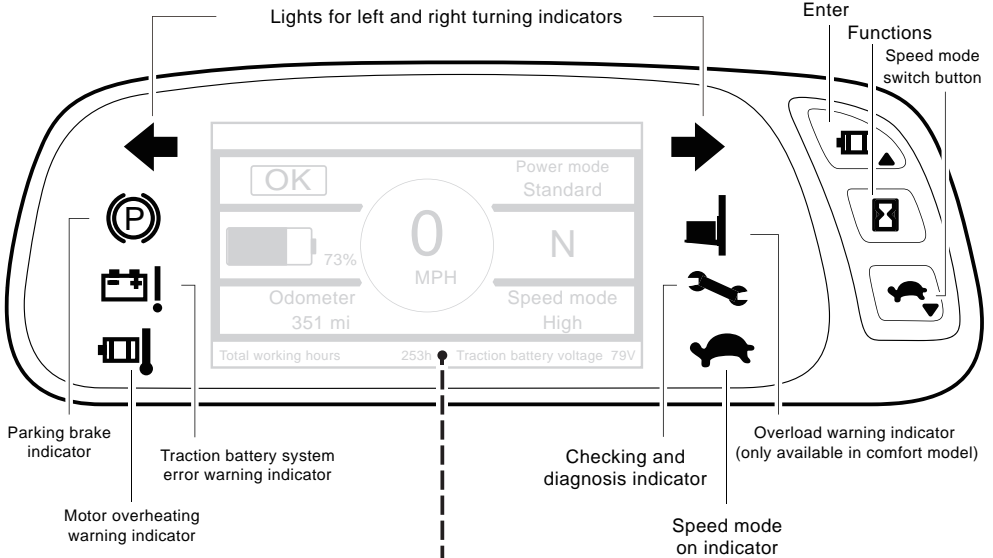 Lights for left and right turning indicators
Enter
Functions
Speed mode
switch button
OK
Power mode
Standard
P
73%
0
MPH
N
Odometer
351 mi
Speed mode
High
Total working hours 253h Traction battery voltage 79V
Parking brake
indicator
Traction battery system
error warning indicator
Motor overheating
warning indicator
Checking and
diagnosis indicator
Overload warning indicator
(only available in comfort model)
Speed mode
on indicator